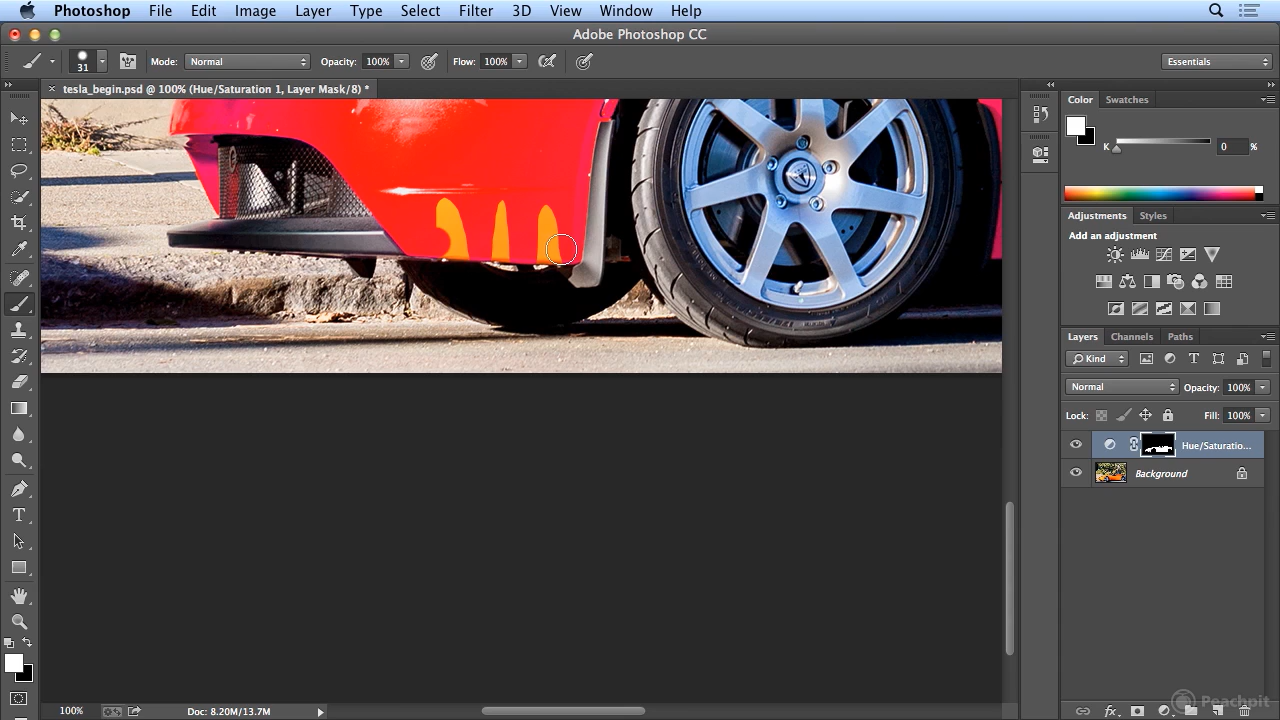 Photoshop File Edit Image Layer Type Select Filter 3D View Window Help
Adobe Photoshop CC
31 Mode: Normal Opacity: 100% Flow: 100% Essentials
× tesla_begin.psd @ 100% (Hue/Saturation 1, Layer Mask/8) *
Color Swatches
K 0 %
Adjustments Styles
Add an adjustment
Layers Channels Paths
Kind T
Normal Opacity: 100%
Lock: Fill: 100%
Hue/Saturatio...
Background
T
fx
Peachpit
100% Doc: 8.20M/13.7M